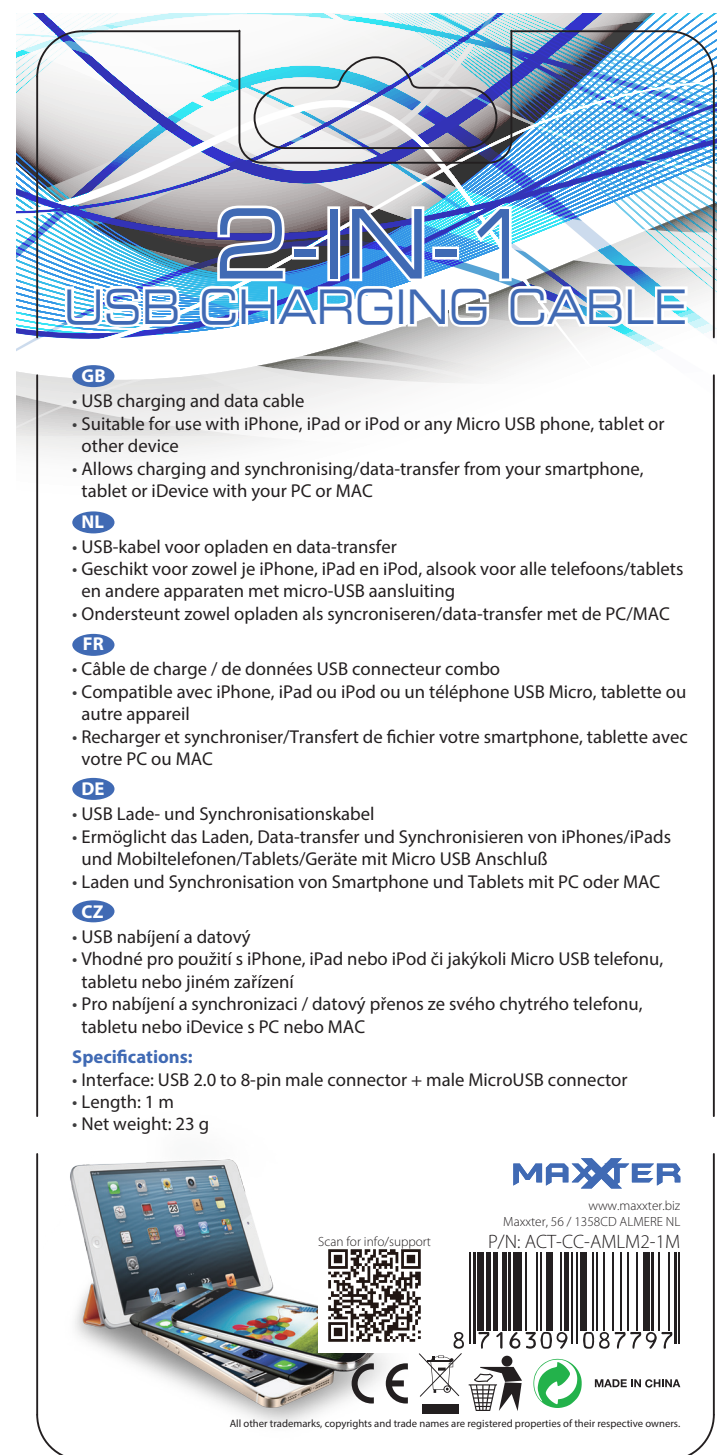 2-IN-1
USB CHARGING CABLE
GB
• USB charging and data cable
• Suitable for use with iPhone, iPad or iPod or any Micro USB phone, tablet or
other device
• Allows charging and synchronising/data-transfer from your smartphone,
tablet or iDevice with your PC or MAC
NL
• USB-kabel voor opladen en data-transfer
• Geschikt voor zowel je iPhone, iPad en iPod, alsook voor alle telefoons/tablets
en andere apparaten met micro-USB aansluiting
• Ondersteunt zowel opladen als syncroniseren/data-transfer met de PC/MAC
FR
• Câble de charge / de données USB connecteur combo
• Compatible avec iPhone, iPad ou iPod ou un téléphone USB Micro, tablette ou
autre appareil
• Recharger et synchroniser/Transfert de fichier votre smartphone, tablette avec
votre PC ou MAC
DE
• USB Lade- und Synchronisationskabel
• Ermöglicht das Laden, Data-transfer und Synchronisieren von iPhones/iPads
und Mobiltelefonen/Tablets/Geräte mit Micro USB Anschluß
• Laden und Synchronisation von Smartphone und Tablets mit PC oder MAC
CZ
• USB nabíjení a datový
• Vhodné pro použití s iPhone, iPad nebo iPod či jakýkoli Micro USB telefonu,
tabletu nebo jiném zařízení
• Pro nabíjení a synchronizaci / datový přenos ze svého chytrého telefonu,
tabletu nebo iDevice s PC nebo MAC
Specifications:
• Interface: USB 2.0 to 8-pin male connector + male MicroUSB connector
• Length: 1 m
• Net weight: 23 g
MAXXTER
www.maxxter.biz
Maxxter, 56 / 1358CD ALMERE NL
P/N: ACT-CC-AMLM2-1M
Scan for info/support
8 716309 087797
CE
MADE IN CHINA
All other trademarks, copyrights and trade names are registered properties of their respective owners.